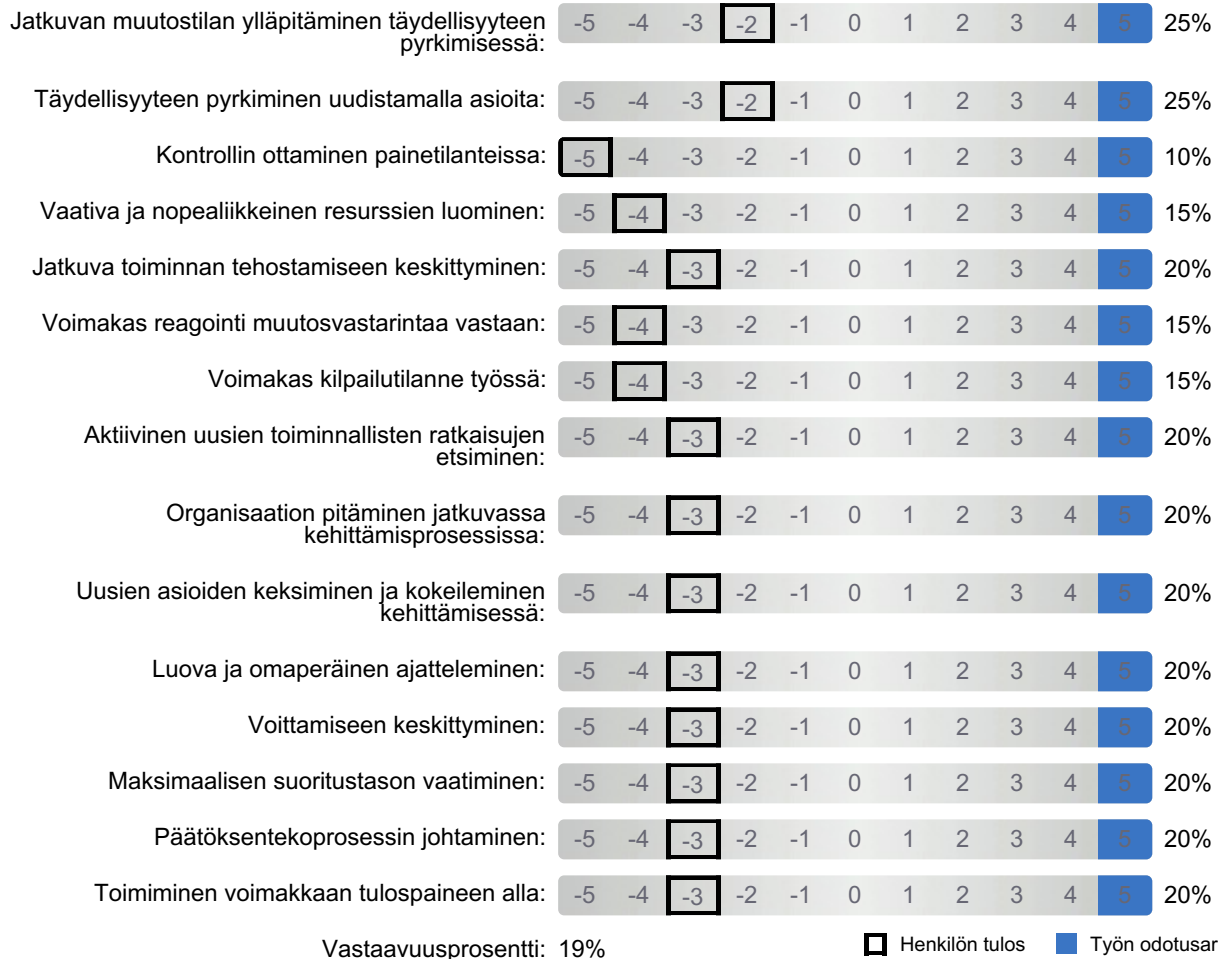 Jatkuvan muutostilan ylläpitäminen täydellisyyteen
pyrkimisessä:
-5 -4 -3 -2 -1 0 1 2 3 4 5 25%
Täydellisyyteen pyrkiminen uudistamalla asioita: -5 -4 -3 -2 -1 0 1 2 3 4 5 25%
Kontrollin ottaminen painetilanteissa: -5 -4 -3 -2 -1 0 1 2 3 4 5 10%
Vaativa ja nopealiikkeinen resurssien luominen: -5 -4 -3 -2 -1 0 1 2 3 4 5 15%
Jatkuva toiminnan tehostamiseen keskittyminen: -5 -4 -3 -2 -1 0 1 2 3 4 5 20%
Voimakas reagointi muutosvastarintaa vastaan: -5 -4 -3 -2 -1 0 1 2 3 4 5 15%
Voimakas kilpailutilanne työssä: -5 -4 -3 -2 -1 0 1 2 3 4 5 15%
Aktiivinen uusien toiminnallisten ratkaisujen
etsiminen:
-5 -4 -3 -2 -1 0 1 2 3 4 5 20%
Organisaation pitäminen jatkuvassa
kehittämisprosessissa:
-5 -4 -3 -2 -1 0 1 2 3 4 5 20%
Uusien asioiden keksiminen ja kokeileminen
kehittämisessä:
-5 -4 -3 -2 -1 0 1 2 3 4 5 20%
Luova ja omaperäinen ajatteleminen: -5 -4 -3 -2 -1 0 1 2 3 4 5 20%
Voittamiseen keskittyminen: -5 -4 -3 -2 -1 0 1 2 3 4 5 20%
Maksimaalisen suoritustason vaatiminen: -5 -4 -3 -2 -1 0 1 2 3 4 5 20%
Päätöksentekoprosessin johtaminen: -5 -4 -3 -2 -1 0 1 2 3 4 5 20%
Toimiminen voimakkaan tulospaineen alla: -5 -4 -3 -2 -1 0 1 2 3 4 5 20%
Vastaavuusprosentti: 19% Henkilön tulos Työn odotusar